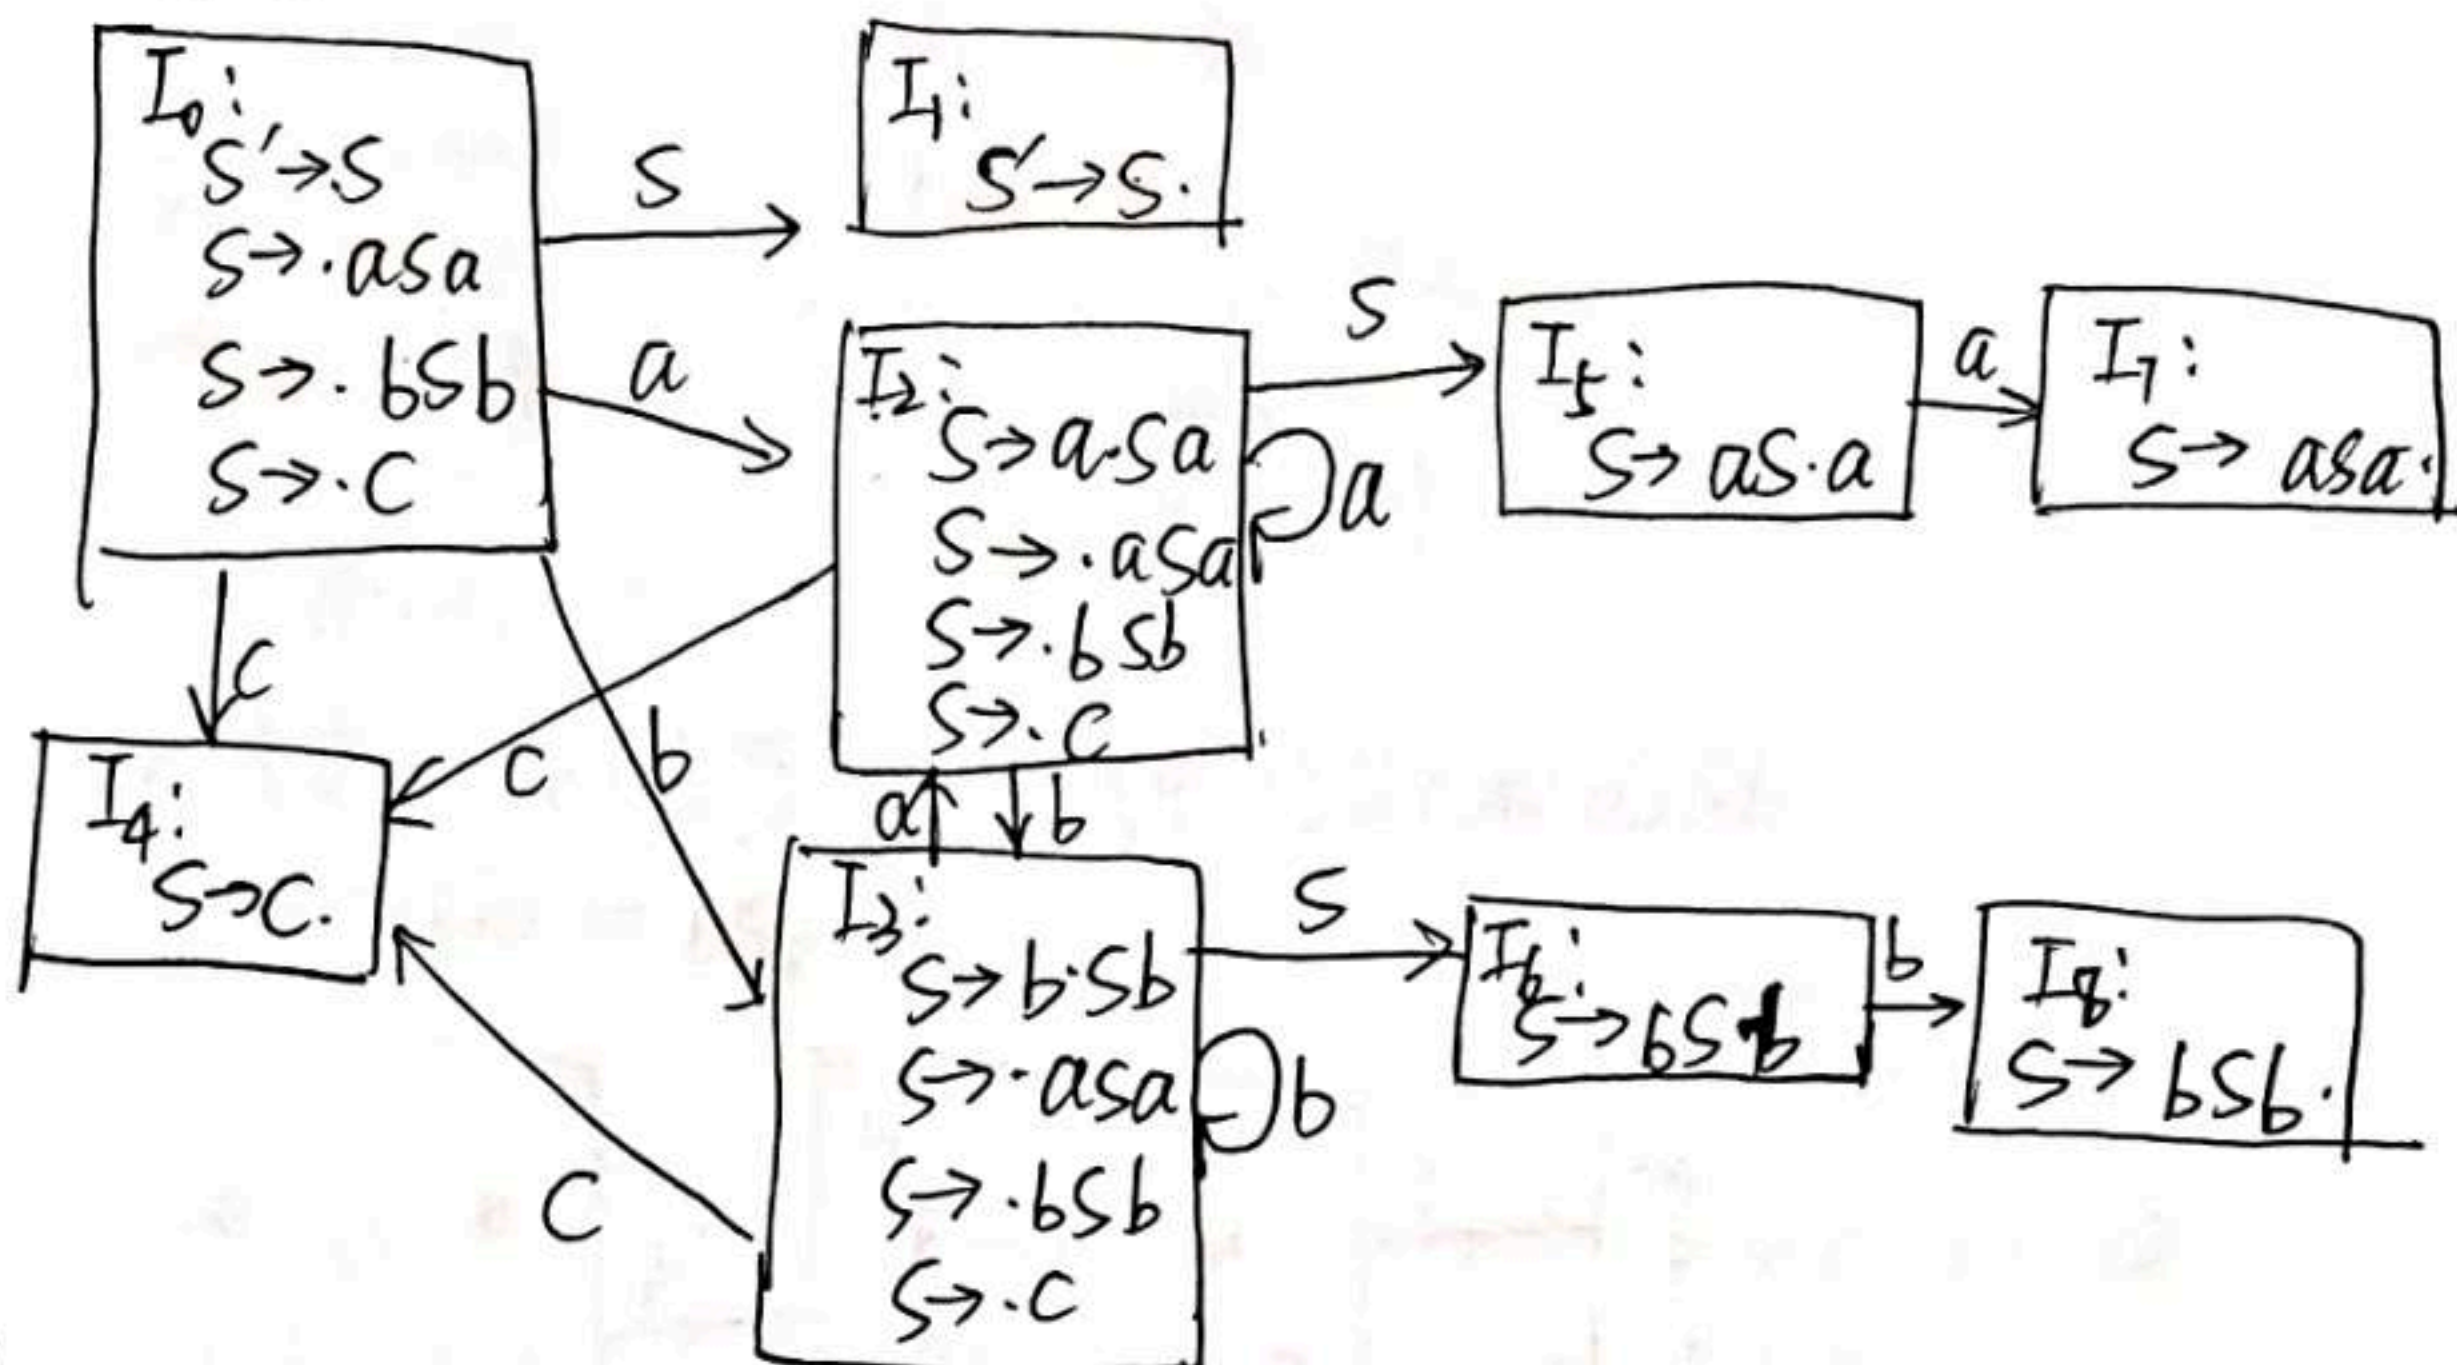 I₀:
S'→.S
S→.aSa
S→.bSb
S→.c
S
a
c
b
I₁:
S'→S.
I₂:
S→a.Sa
S→.aSa
S→.bSb
S→.c
S
a
c
a
b
I₅:
S→aS.a
a
I₇:
S→aSa.
I₄:
S→c.
I₃:
S→b.Sb
S→.aSa
S→.bSb
S→.c
S
b
c
I₆:
S→bS.b
b
I₈:
S→bSb.